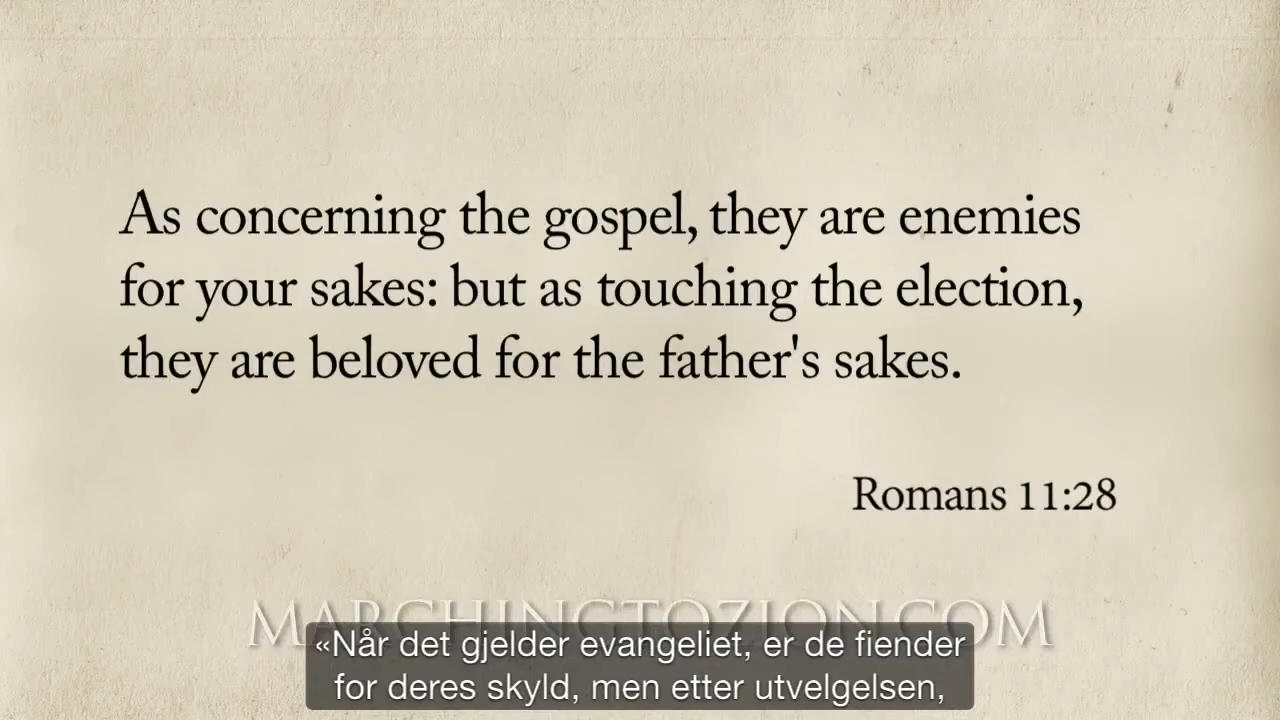 As concerning the gospel, they are enemies
for your sakes: but as touching the election,
they are beloved for the father's sakes.
Romans 11:28
MARCHINGTOZION.COM
«Når det gjelder evangeliet, er de fiender
for deres skyld, men etter utvelgelsen,